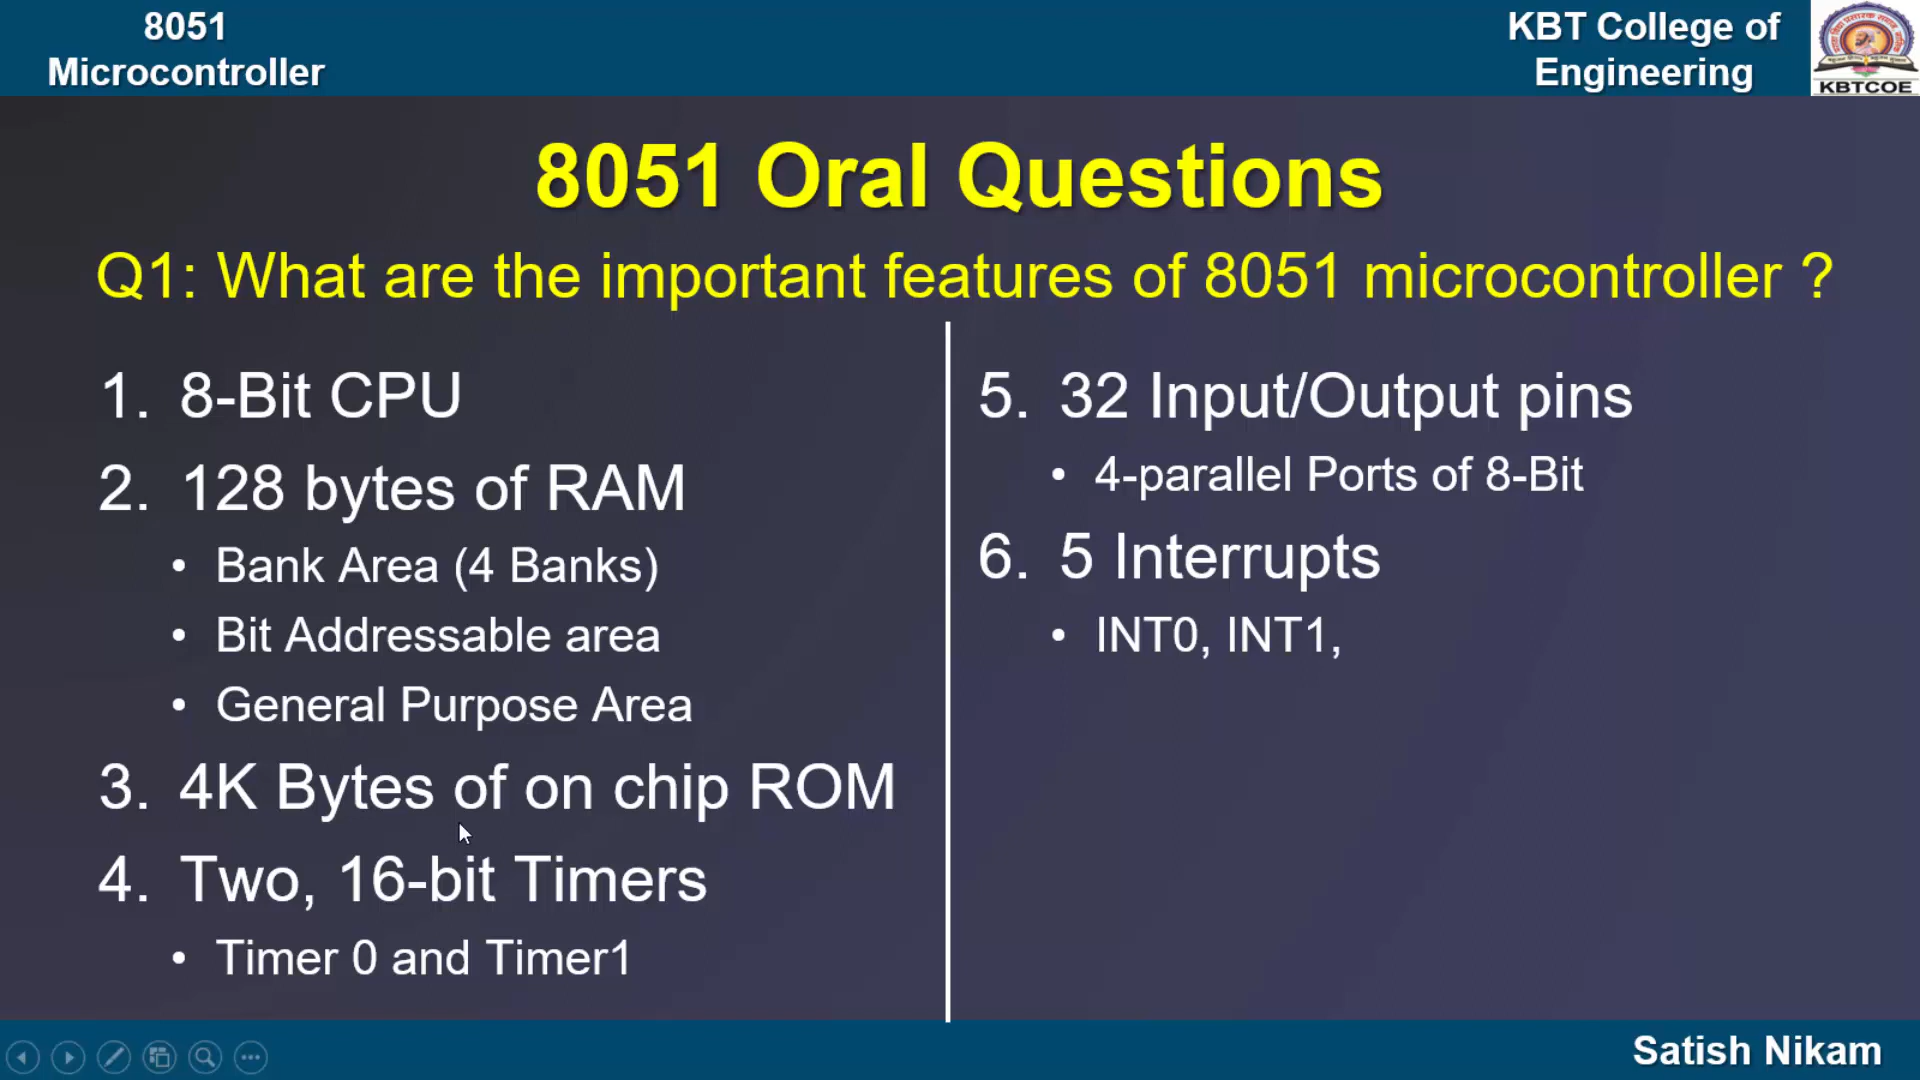 8051
Microcontroller
KBT College of
Engineering
KBTCOE
8051 Oral Questions
Q1: What are the important features of 8051 microcontroller ?
1. 8-Bit CPU
2. 128 bytes of RAM
• Bank Area (4 Banks)
• Bit Addressable area
• General Purpose Area
3. 4K Bytes of on chip ROM
4. Two, 16-bit Timers
• Timer 0 and Timer1
5. 32 Input/Output pins
• 4-parallel Ports of 8-Bit
6. 5 Interrupts
• INT0, INT1,
Satish Nikam